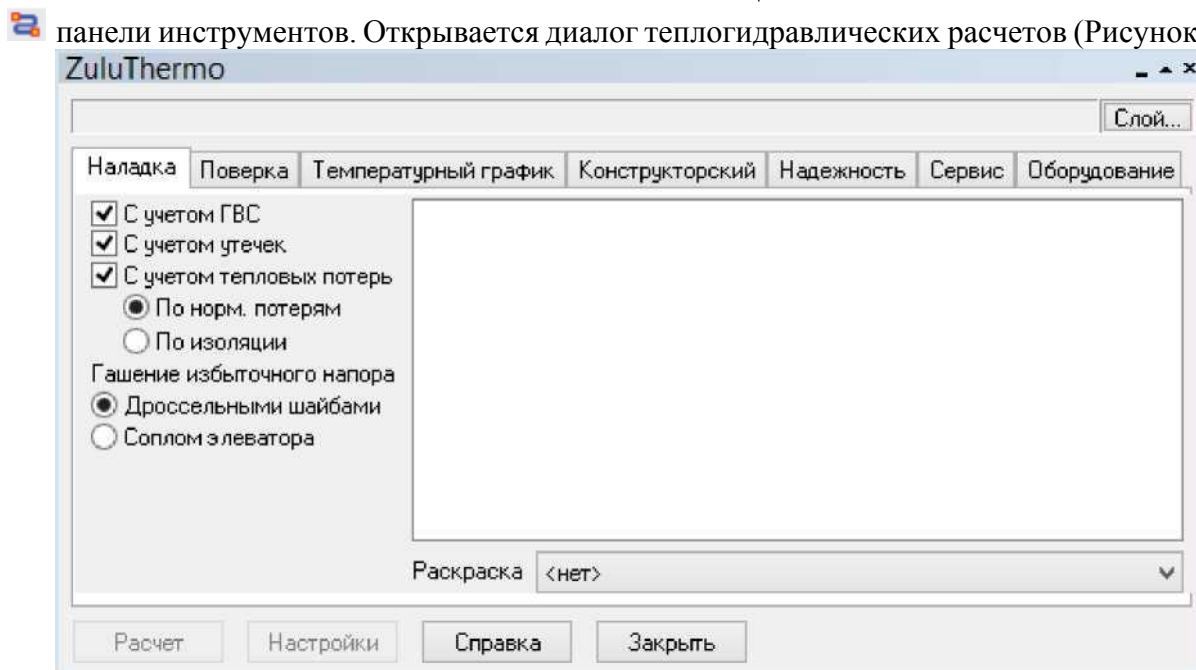 панели инструментов. Открывается диалог теплогидравлических расчетов (Рисунок
ZuluThermo
Слой...
Наладка Поверка Температурный график Конструкторский Надежность Сервис Оборудование
С учетом ГВС
С учетом утечек
С учетом тепловых потерь
По норм. потерям
По изоляции
Гашение избыточного напора
Дроссельными шайбами
Соплом элеватора
Раскраска <нет>
Расчет Настройки Справка Закрыть